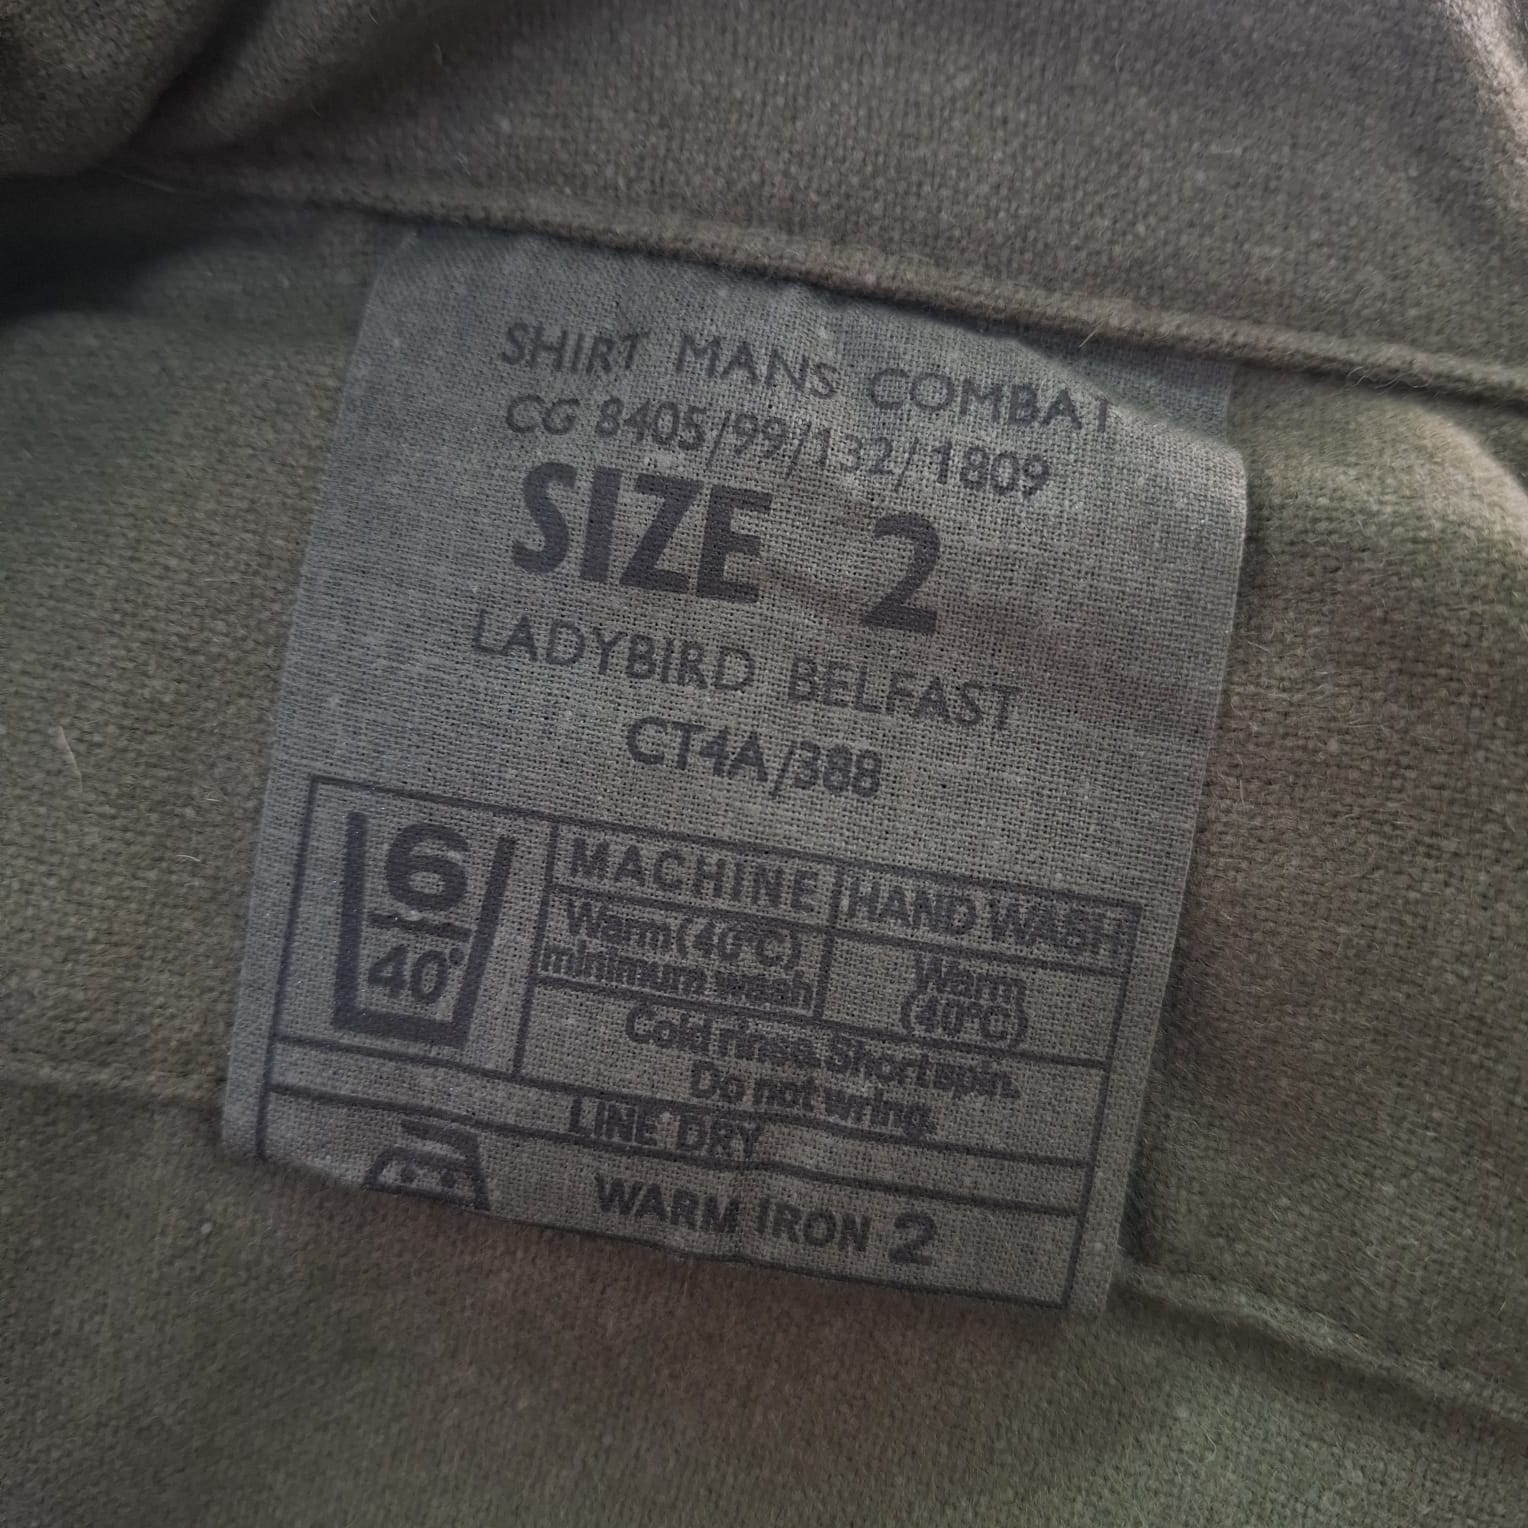 SHIRT MANS COMBAT
CG 8405/99/132/1809
SIZE 2
LADYBIRD BELFAST
CT4A/388
6
40°
MACHINE HAND WASH
Warm (40°C) minimum wash
Warm (40°C)
Cold rinse. Short spin.
Do not wring.
LINE DRY
WARM IRON 2